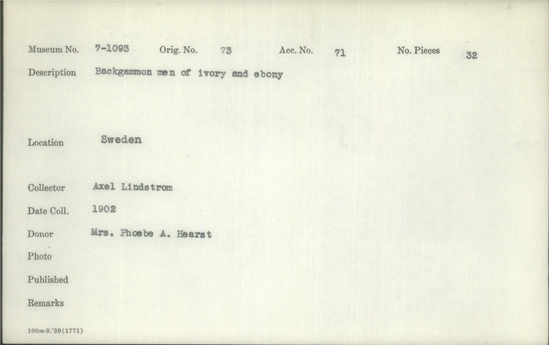 Museum No. 7-1093 Orig. No. 73 Acc. No. 71 No. Pieces 32
Description Backgammon men of ivory and ebony
Location Sweden
Collector Axel Lindstrom
Date Coll. 1902
Donor Mrs. Phoebe A. Hearst
Photo
Published
Remarks
100m-9,'39(1771)